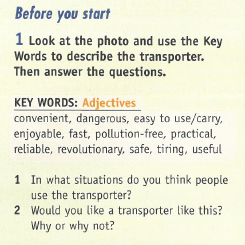 Before you start
1 Look at the photo and use the Key
Words to describe the transporter.
Then answer the questions.
KEY WORDS: Adjectives
convenient, dangerous, easy to use/carry,
enjoyable, fast, pollution-free, practical,
reliable, revolutionary, safe, tiring, useful
1 In what situations do you think people
use the transporter?
2 Would you like a transporter like this?
Why or why not?